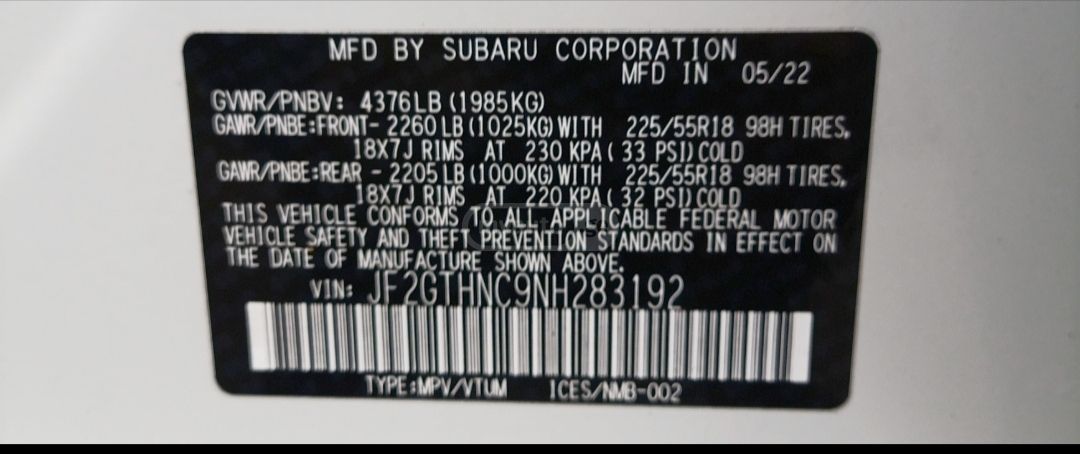 MFD BY SUBARU CORPORATION
MFD IN 05/22
GVWR/PNBV: 4376LB (1985KG)
GAWR/PNBE:FRONT- 2260LB (1025KG) WITH 225/55R18 98H TIRES,
18X7J RIMS AT 230 KPA ( 33 PSI) COLD
GAWR/PNBE:REAR - 2205LB (1000KG) WITH 225/55R18 98H TIRES,
18X7J RIMS AT 220 KPA ( 32 PSI) COLD
THIS VEHICLE CONFORMS TO ALL APPLICABLE FEDERAL MOTOR
VEHICLE SAFETY AND THEFT PREVENTION STANDARDS IN EFFECT ON
THE DATE OF MANUFACTURE SHOWN ABOVE.
VIN: JF2GTHNC9NH283192
TYPE:MPV/VTUM ICES/NMB-002